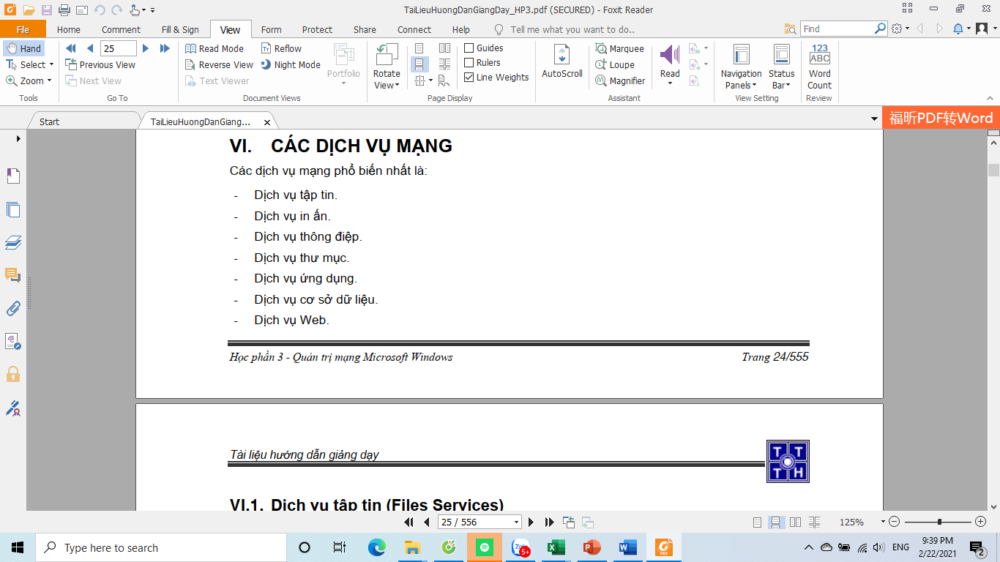 TaiLieuHuongDanGiangDay_HP3.pdf (SECURED) - Foxit Reader
File Home Comment Fill & Sign View Form Protect Share Connect Help Tell me what you want to do.. Find
Hand 25 Read Mode Reflow Guides Marquee
Select Previous View Reverse View Night Mode Portfolio Rotate View Rulers AutoScroll Loupe Read Navigation Panels Status Bar 123 ABC Word Count
Zoom Next View Text Viewer Line Weights Magnifier
Tools Go To Document Views Page Display Assistant View Setting Review
Start TaiLieuHuongDanGiang... 福昕PDF转Word
VI. CÁC DỊCH VỤ MẠNG
Các dịch vụ mạng phổ biến nhất là:
- Dịch vụ tập tin.
- Dịch vụ in ấn.
- Dịch vụ thông điệp.
- Dịch vụ thư mục.
- Dịch vụ ứng dụng.
- Dịch vụ cơ sở dữ liệu.
- Dịch vụ Web.
Học phần 3 - Quản trị mạng Microsoft Windows Trang 24/555
Tài liệu hướng dẫn giảng dạy
T T
T H
VI.1. Dịch vụ tập tin (Files Services)
25 / 556 125%
Type here to search Zalo 5+ ENG 9:39 PM
2/22/2021 2